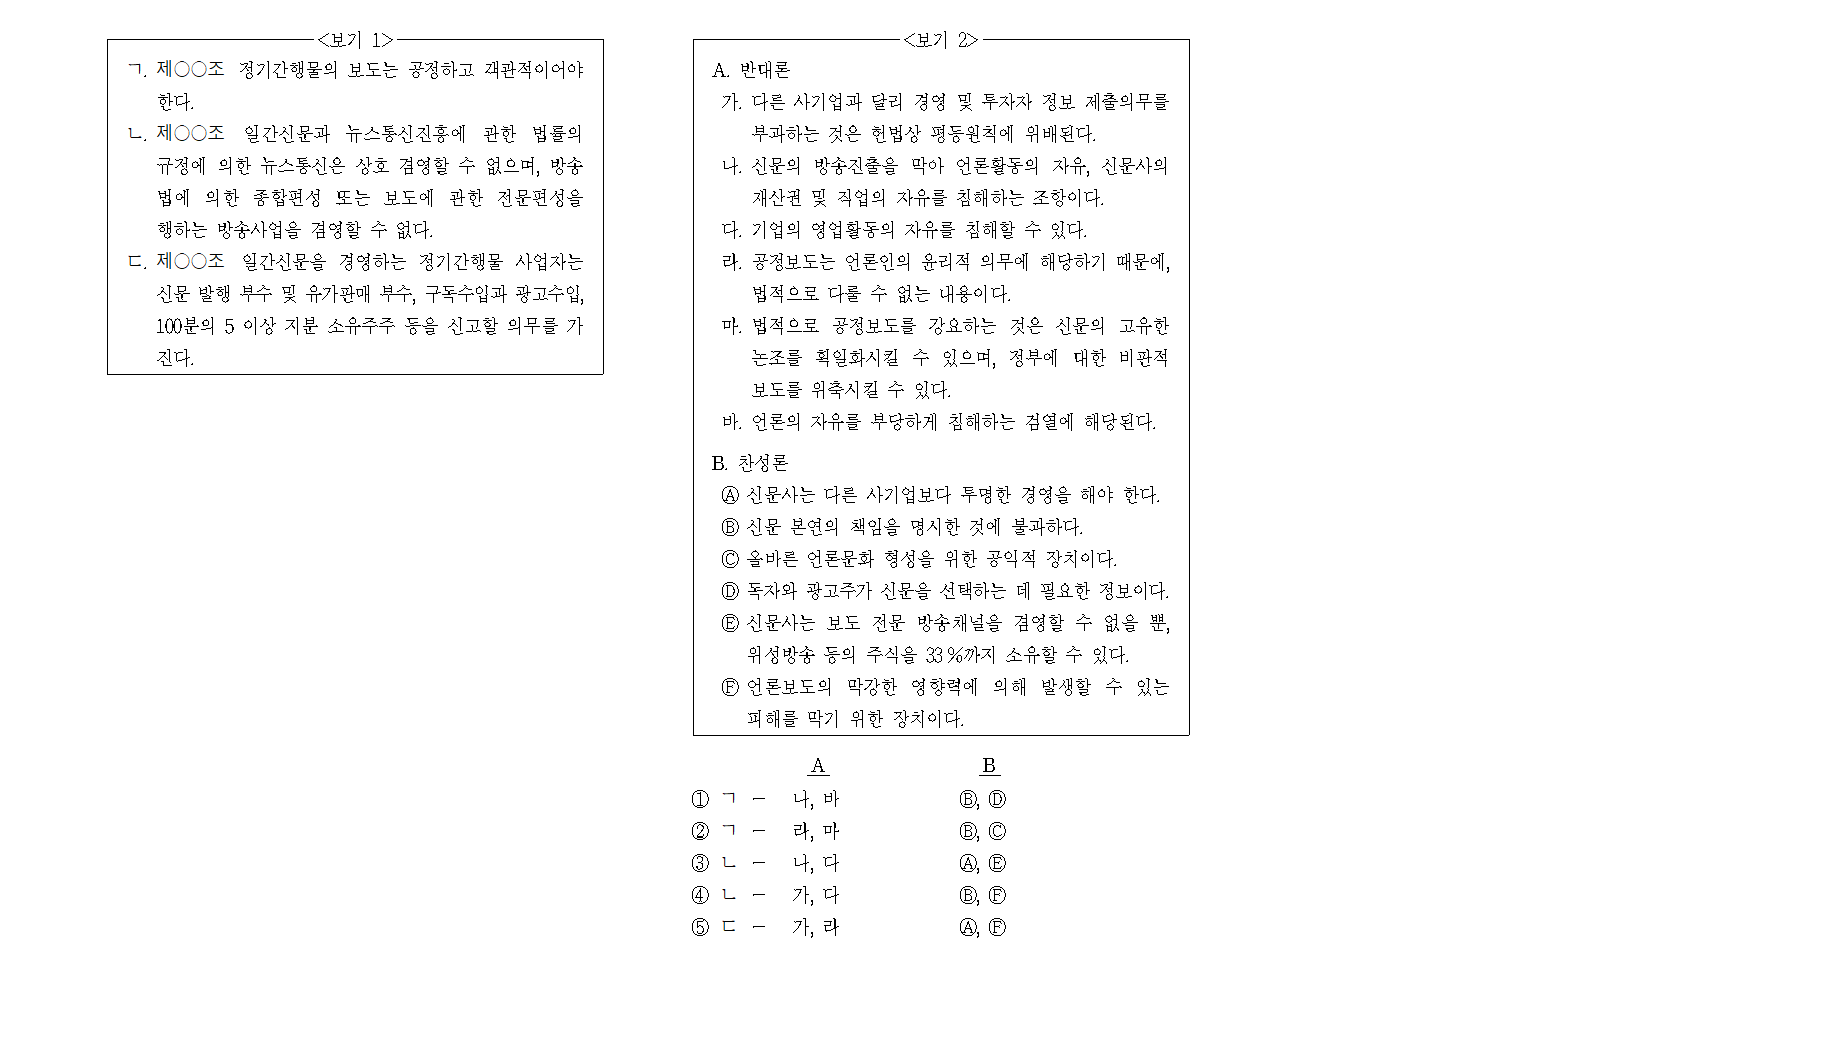 <보기 1>
ㄱ. 제○○조 정기간행물의 보도는 공정하고 객관적이어야
한다.
ㄴ. 제○○조 일간신문과 뉴스통신진흥에 관한 법률의
규정에 의한 뉴스통신은 상호 겸영할 수 없으며, 방송
법에 의한 종합편성 또는 보도에 관한 전문편성을
행하는 방송사업을 겸영할 수 없다.
ㄷ. 제○○조 일간신문을 경영하는 정기간행물 사업자는
신문 발행 부수 및 유가판매 부수, 구독수입과 광고수입,
100분의 5 이상 지분 소유주주 등을 신고할 의무를 가
진다.
<보기 2>
A. 반대론
가. 다른 사기업과 달리 경영 및 투자자 정보 제출의무를
부과하는 것은 헌법상 평등원칙에 위배된다.
나. 신문의 방송진출을 막아 언론활동의 자유, 신문사의
재산권 및 직업의 자유를 침해하는 조항이다.
다. 기업의 영업활동의 자유를 침해할 수 있다.
라. 공정보도는 언론인의 윤리적 의무에 해당하기 때문에,
법적으로 다룰 수 없는 내용이다.
마. 법적으로 공정보도를 강요하는 것은 신문의 고유한
논조를 획일화시킬 수 있으며, 정부에 대한 비판적
보도를 위축시킬 수 있다.
바. 언론의 자유를 부당하게 침해하는 검열에 해당된다.
B. 찬성론
Ⓐ 신문사는 다른 사기업보다 투명한 경영을 해야 한다.
Ⓑ 신문 본연의 책임을 명시한 것에 불과하다.
Ⓒ 올바른 언론문화 형성을 위한 공익적 장치이다.
Ⓓ 독자와 광고주가 신문을 선택하는 데 필요한 정보이다.
Ⓔ 신문사는 보도 전문 방송채널을 겸영할 수 없을 뿐,
위성방송 등의 주식을 33%까지 소유할 수 있다.
Ⓕ 언론보도의 막강한 영향력에 의해 발생할 수 있는
피해를 막기 위한 장치이다.
A B
① ㄱ － 나, 바 Ⓑ, Ⓓ
② ㄱ － 라, 마 Ⓑ, Ⓒ
③ ㄴ － 나, 다 Ⓐ, Ⓔ
④ ㄴ － 가, 다 Ⓑ, Ⓕ
⑤ ㄷ － 가, 라 Ⓐ, Ⓕ